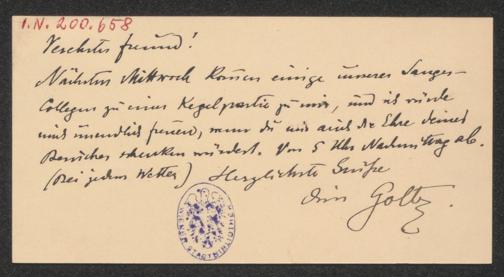 I.N. 200.658
Verehrter Freund!
Nächsten Mittwoch kommen einige unserer Sanges-
Collegen zu einer Kegelpartie zu mir, und ich würde
mich unendlich freuen, wenn du uns auch die Ehre deines
Besuches schenken würdest. Von 5 Uhr Nachmittag ab.
(Bei jedem Wetter) Herzlichste Grüße
Dein Goltz
WIENER STADTBIBLIOTHEK